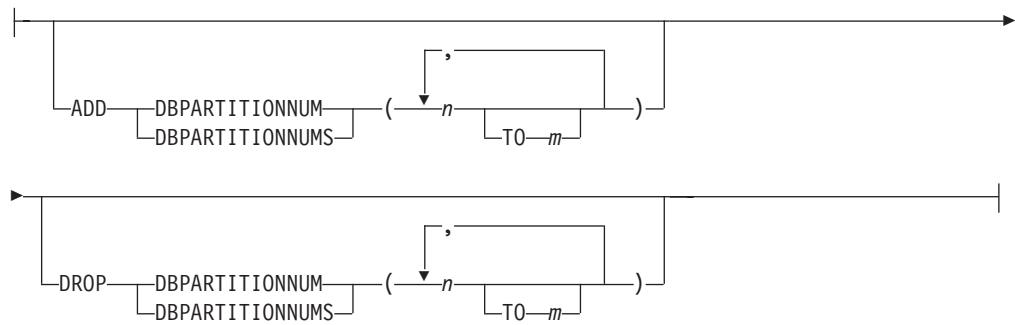 ,
ADD DBPARTITIONNUM ( n )
DBPARTITIONNUMS TO m
,
DROP DBPARTITIONNUM ( n )
DBPARTITIONNUMS TO m